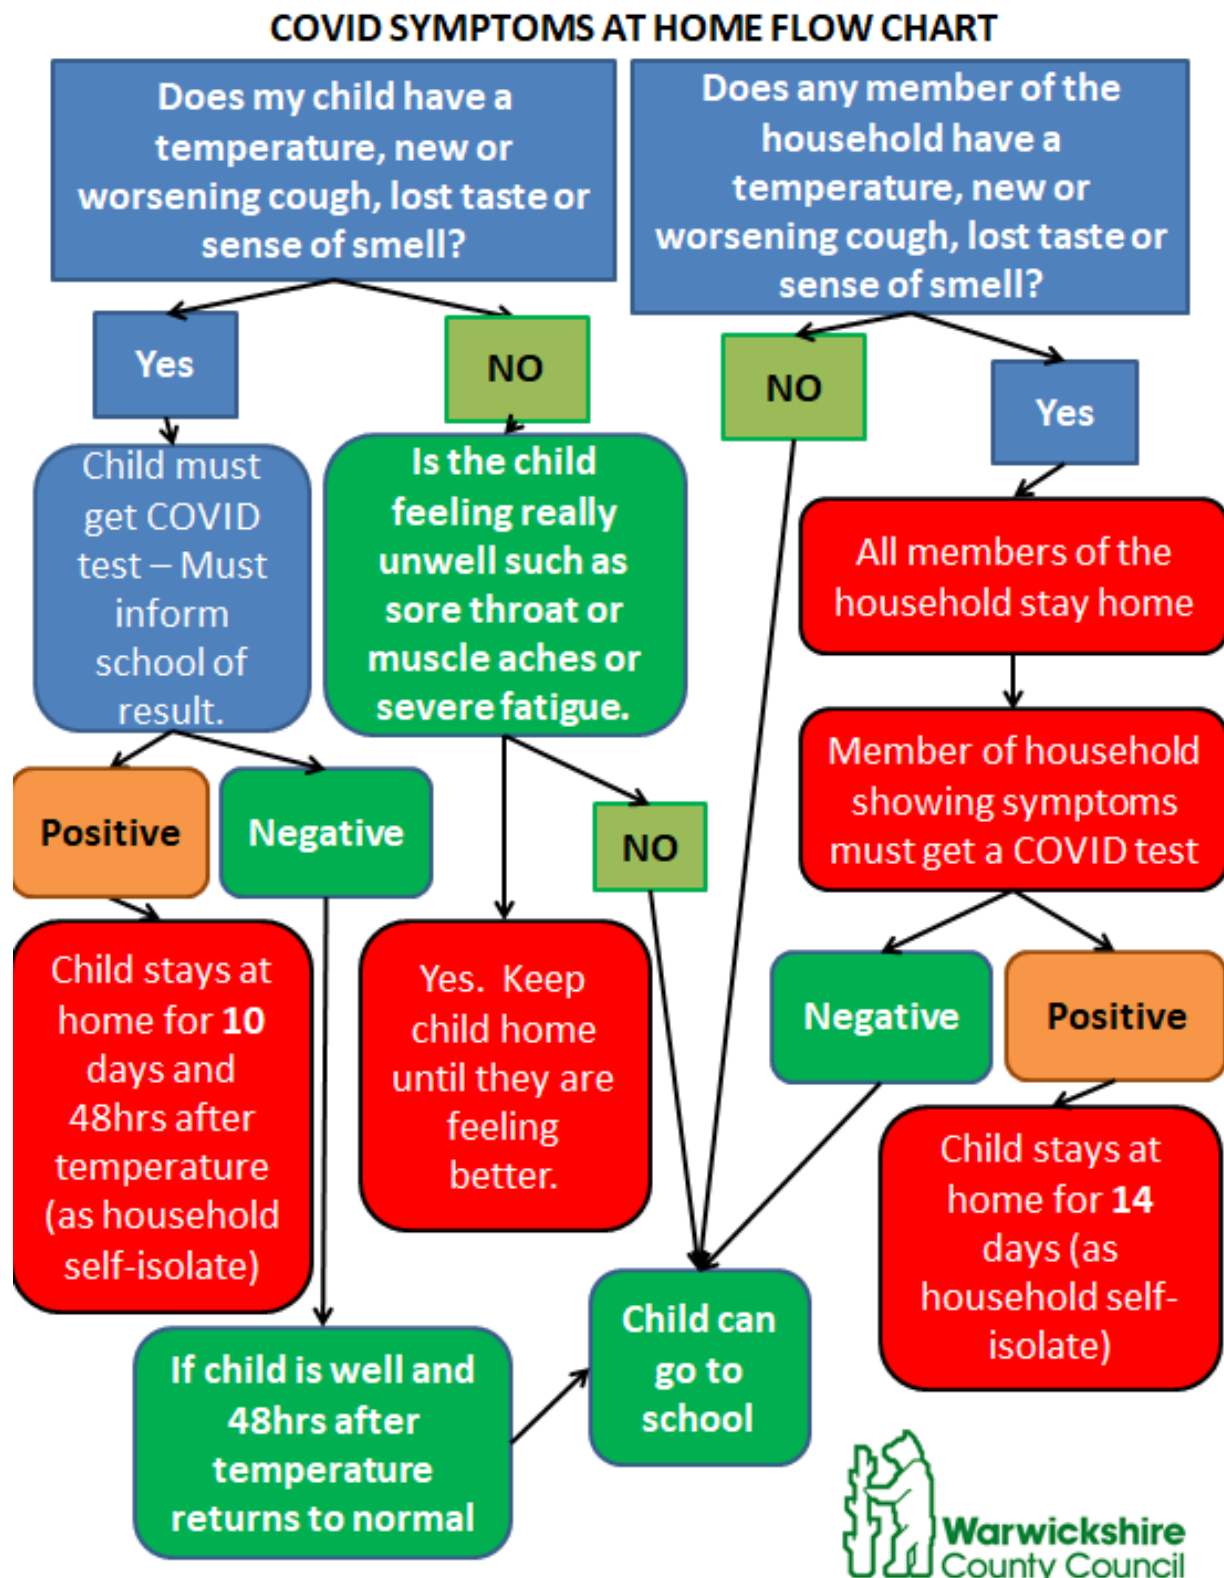 COVID SYMPTOMS AT HOME FLOW CHART
Does my child have a
temperature, new or
worsening cough, lost taste or
sense of smell?
Does any member of the
household have a
temperature, new or
worsening cough, lost taste or
sense of smell?
Yes
NO
NO
Yes
Child must
get COVID
test – Must
inform
school of
result.
Is the child
feeling really
unwell such as
sore throat or
muscle aches or
severe fatigue.
All members of the
household stay home
Member of household
showing symptoms
must get a COVID test
Positive
Negative
NO
Child stays at
home for 10
days and
48hrs after
temperature
(as household
self-isolate)
Yes. Keep
child home
until they are
feeling
better.
Negative
Positive
Child stays at
home for 14
days (as
household self-
isolate)
If child is well and
48hrs after
temperature
returns to normal
Child can
go to
school
Warwickshire
County Council